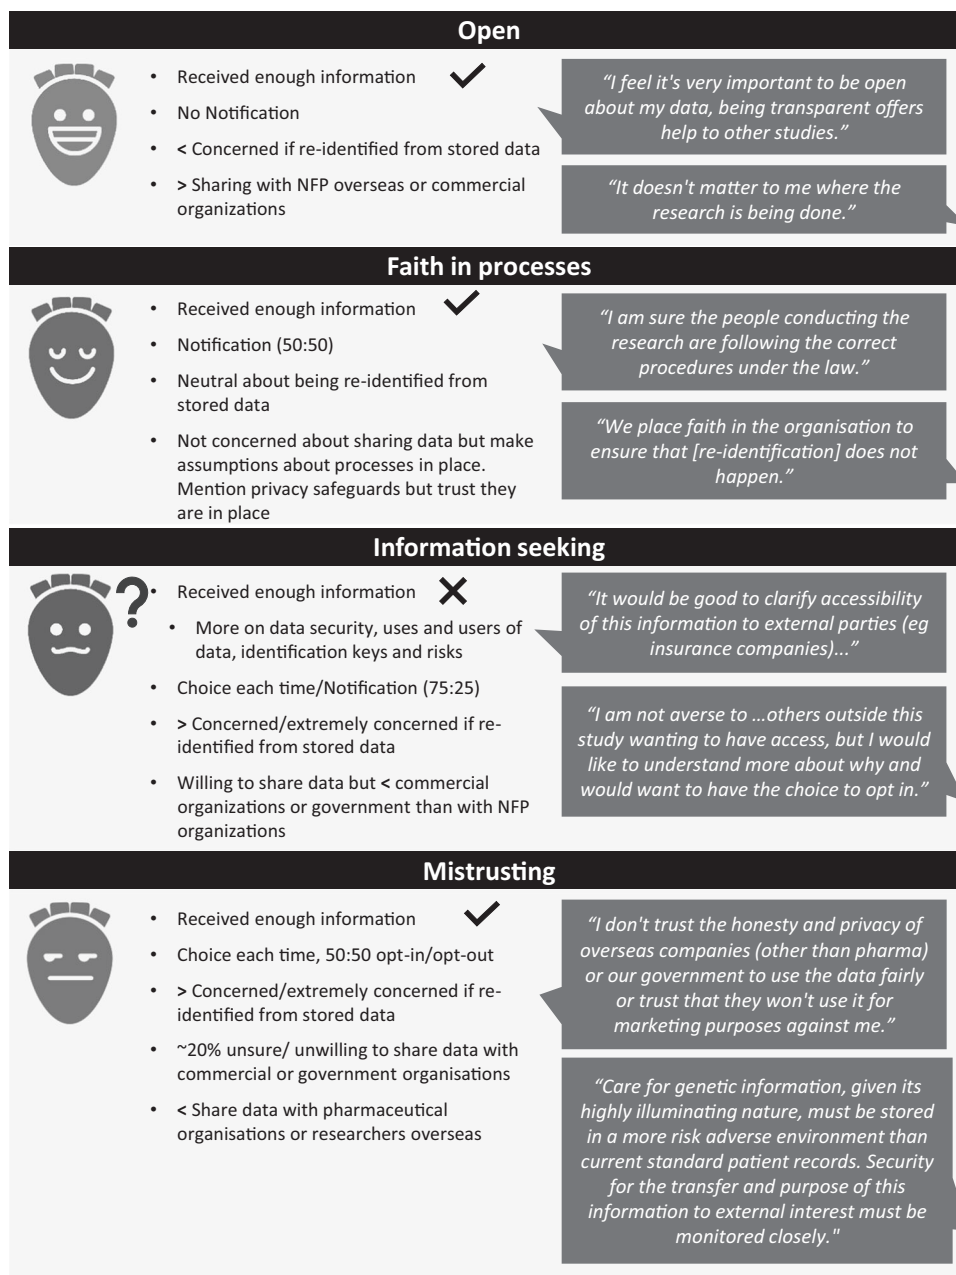 Open
• Received enough information ✓
• No Notification
• < Concerned if re-identified from stored data
• > Sharing with NFP overseas or commercial
organizations
“I feel it's very important to be open
about my data, being transparent offers
help to other studies.”
“It doesn't matter to me where the
research is being done.”
Faith in processes
• Received enough information ✓
• Notification (50:50)
• Neutral about being re-identified from
stored data
• Not concerned about sharing data but make
assumptions about processes in place.
Mention privacy safeguards but trust they
are in place
“I am sure the people conducting the
research are following the correct
procedures under the law.”
“We place faith in the organisation to
ensure that [re-identification] does not
happen.”
Information seeking
?
• Received enough information ✕
• More on data security, uses and users of
data, identification keys and risks
• Choice each time/Notification (75:25)
• > Concerned/extremely concerned if re-
identified from stored data
• Willing to share data but < commercial
organizations or government than with NFP
organizations
“It would be good to clarify accessibility
of this information to external parties (eg
insurance companies)...”
“I am not averse to ...others outside this
study wanting to have access, but I would
like to understand more about why and
would want to have the choice to opt in.”
Mistrusting
• Received enough information ✓
• Choice each time, 50:50 opt-in/opt-out
• > Concerned/extremely concerned if re-
identified from stored data
• ~20% unsure/ unwilling to share data with
commercial or government organisations
• < Share data with pharmaceutical
organisations or researchers overseas
“I don't trust the honesty and privacy of
overseas companies (other than pharma)
or our government to use the data fairly
or trust that they won't use it for
marketing purposes against me.”
“Care for genetic information, given its
highly illuminating nature, must be stored
in a more risk adverse environment than
current standard patient records. Security
for the transfer and purpose of this
information to external interest must be
monitored closely."